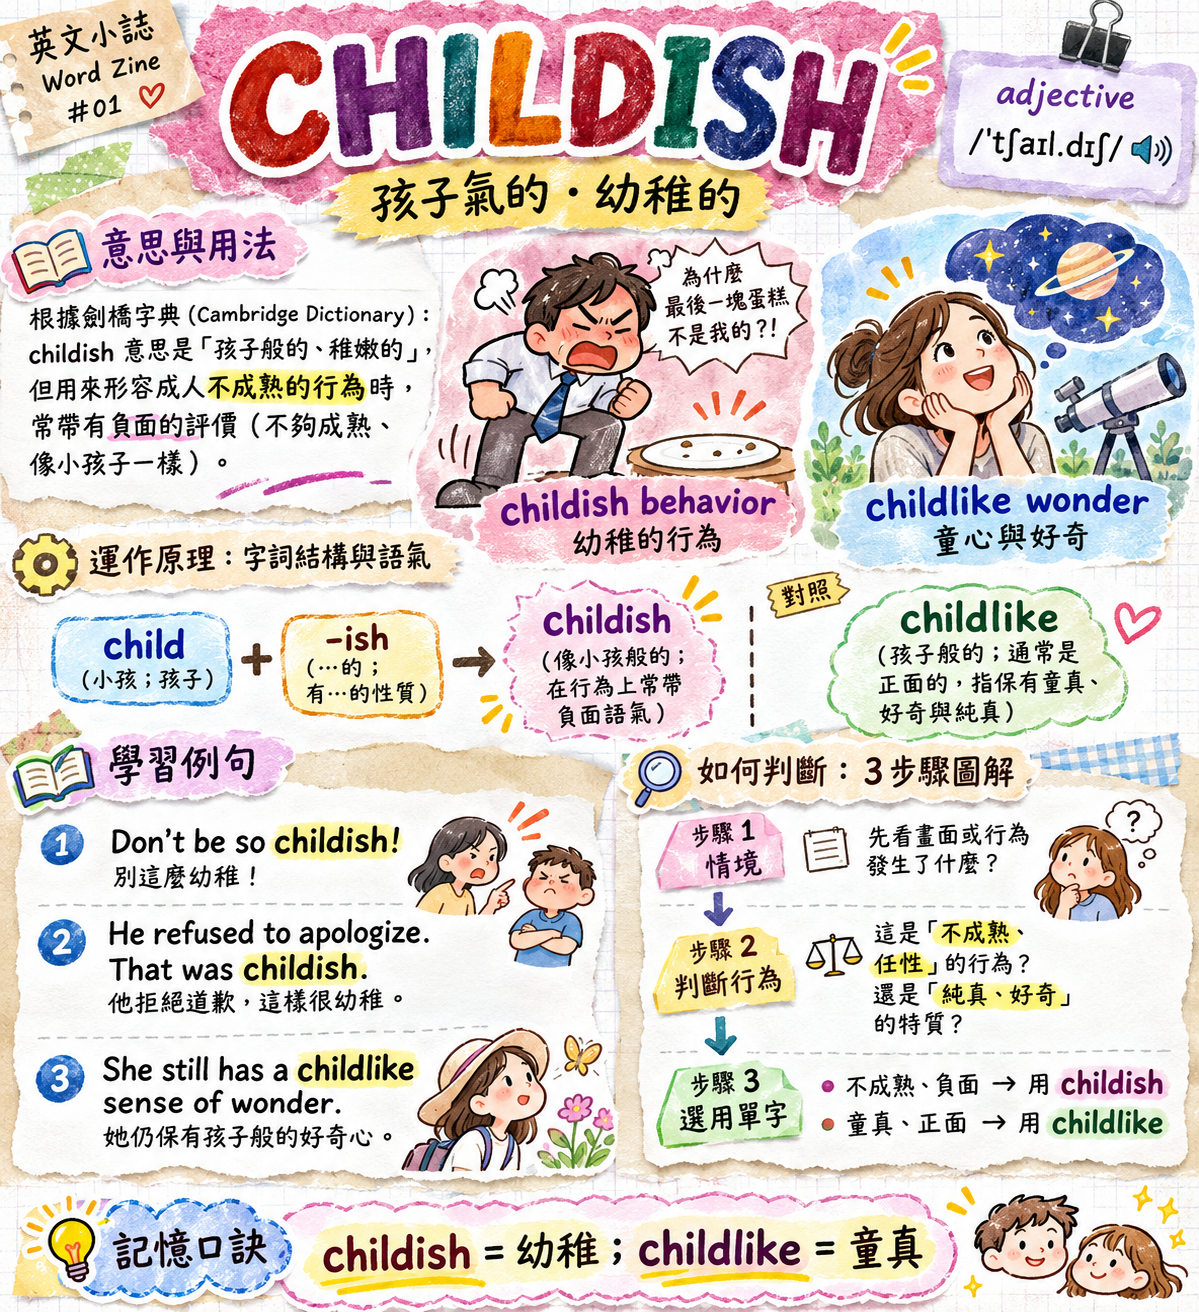 英文小誌
Word Zine
#01
CHILDISH
孩子氣的・幼稚的
adjective
/ˈtʃaɪl.dɪʃ/
意思與用法
根據劍橋字典 (Cambridge Dictionary)：
childish 意思是「孩子般的、稚嫩的」，
但用來形容成人不成熟的行為時，
常帶有負面的評價（不夠成熟、
像小孩子一樣）。
為什麼
最後一塊蛋糕
不是我的?!
childish behavior
幼稚的行為
childlike wonder
童心與好奇
運作原理：字詞結構與語氣
child
（小孩；孩子）
+
-ish
（…的；
有…的性質）
childish
（像小孩般的；
在行為上常帶
負面語氣）
對照
childlike
（孩子般的；通常是
正面的，指保有童真、
好奇與純真）
學習例句
1
Don't be so childish!
別這麼幼稚！
2
He refused to apologize.
That was childish.
他拒絕道歉，這樣很幼稚。
3
She still has a childlike
sense of wonder.
她仍保有孩子般的好奇心。
如何判斷：3步驟圖解
步驟 1
情境
先看畫面或行為
發生了什麼？
?
步驟 2
判斷行為
這是「不成熟、
任性」的行為？
還是「純真、好奇」
的特質？
步驟 3
選用單字
• 不成熟、負面 → 用 childish
• 童真、正面 → 用 childlike
記憶口訣
childish = 幼稚；childlike = 童真